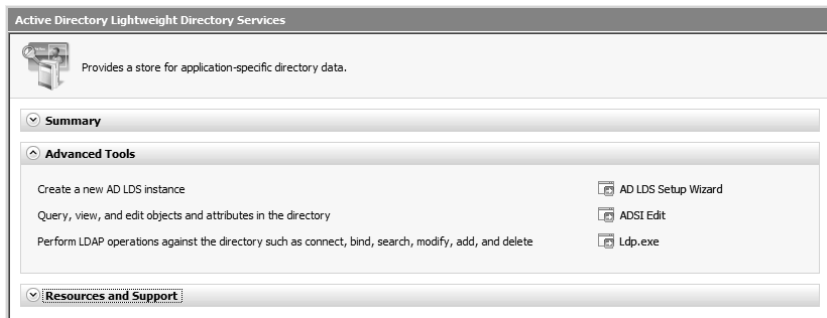 Active Directory Lightweight Directory Services
Provides a store for application-specific directory data.
Summary
Advanced Tools
Create a new AD LDS instance AD LDS Setup Wizard
Query, view, and edit objects and attributes in the directory ADSI Edit
Perform LDAP operations against the directory such as connect, bind, search, modify, add, and delete Ldp.exe
Resources and Support